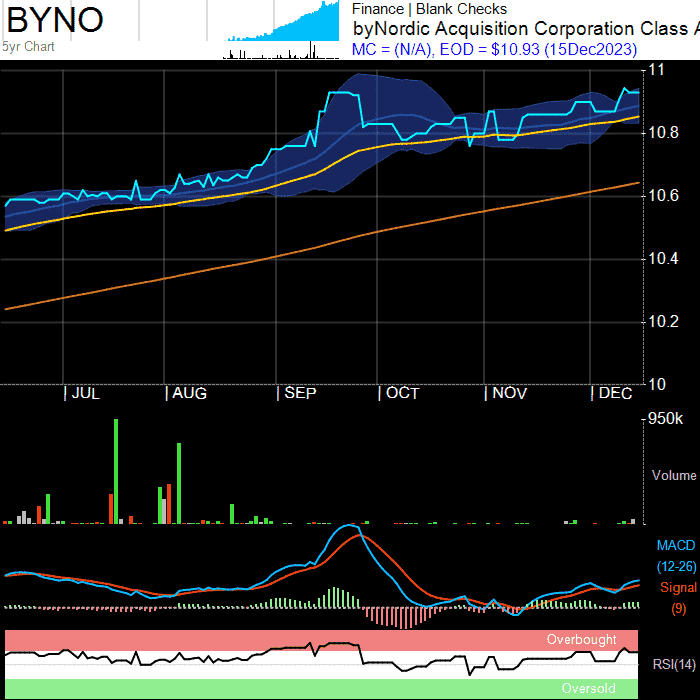 BYNO
5yr Chart
Finance | Blank Checks
byNordic Acquisition Corporation Class A
MC = (N/A), EOD = $10.93 (15Dec2023)
11
10.8
10.6
10.4
10.2
10
JUL AUG SEP OCT NOV DEC
950k
Volume
MACD
(12-26)
Signal
(9)
Overbought
RSI(14)
Oversold